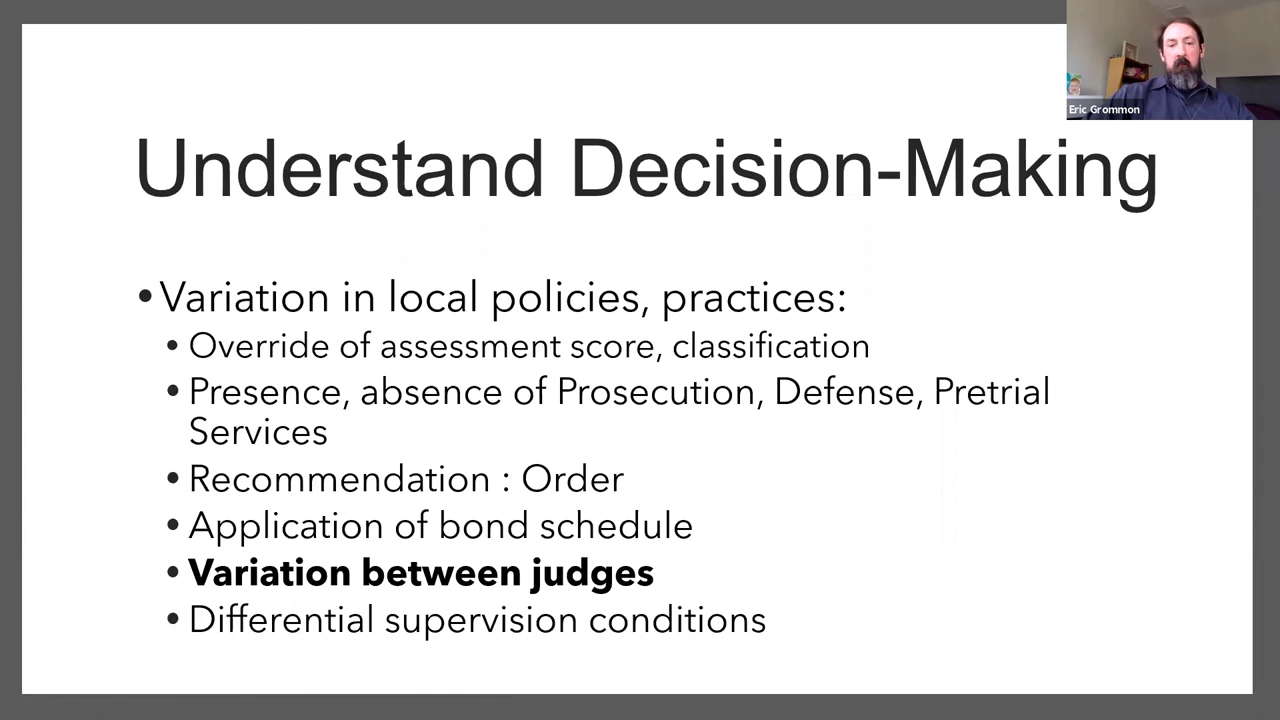 Eric Grommon
Understand Decision-Making
•Variation in local policies, practices:
• Override of assessment score, classification
• Presence, absence of Prosecution, Defense, Pretrial
Services
• Recommendation : Order
• Application of bond schedule
• Variation between judges
• Differential supervision conditions